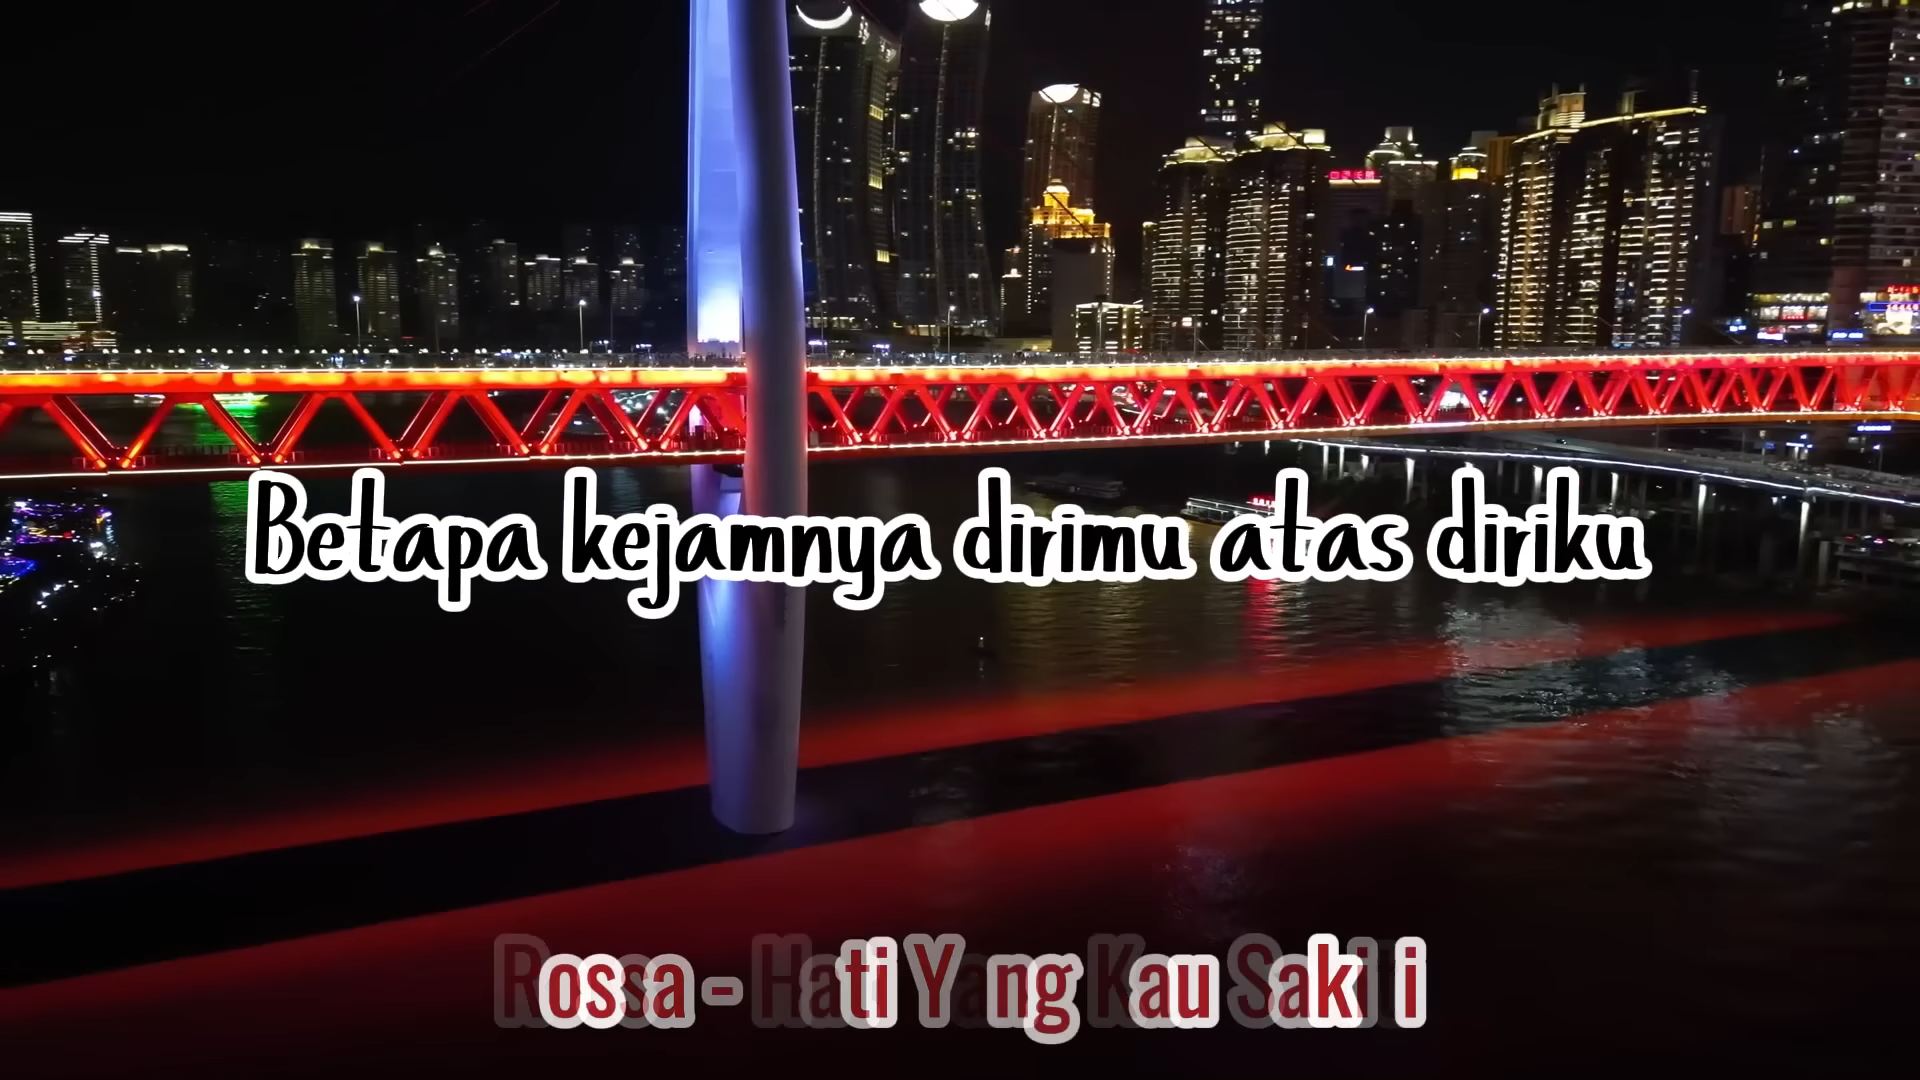 Betapa kejamnya dirimu atas diriku
Rossa - Hati Yang Kau Sakiti